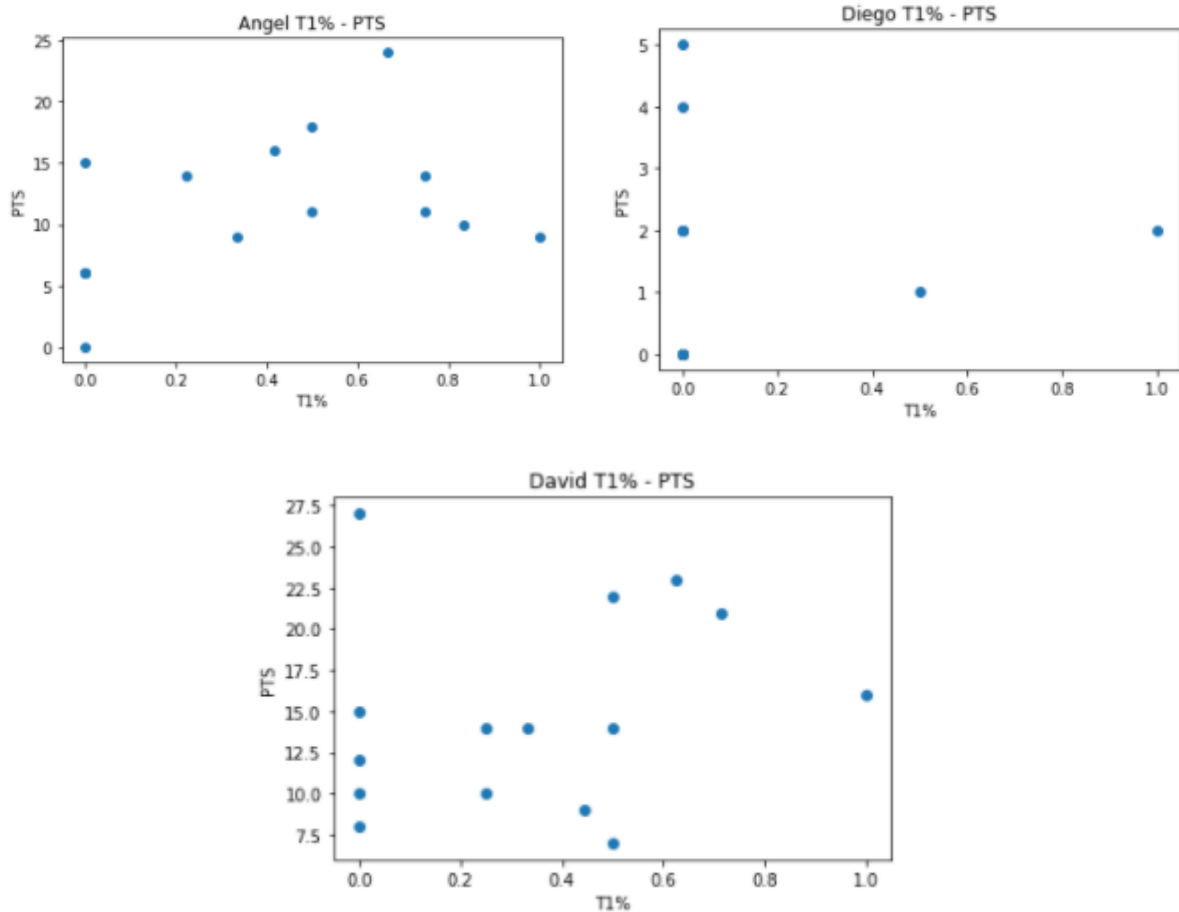 Angel T1% - PTS
25
20
15
10
5
0
PTS
0.0 0.2 0.4 0.6 0.8 1.0
T1%
Diego T1% - PTS
5
4
3
2
1
0
PTS
0.0 0.2 0.4 0.6 0.8 1.0
T1%
David T1% - PTS
27.5
25.0
22.5
20.0
17.5
15.0
12.5
10.0
7.5
PTS
0.0 0.2 0.4 0.6 0.8 1.0
T1%